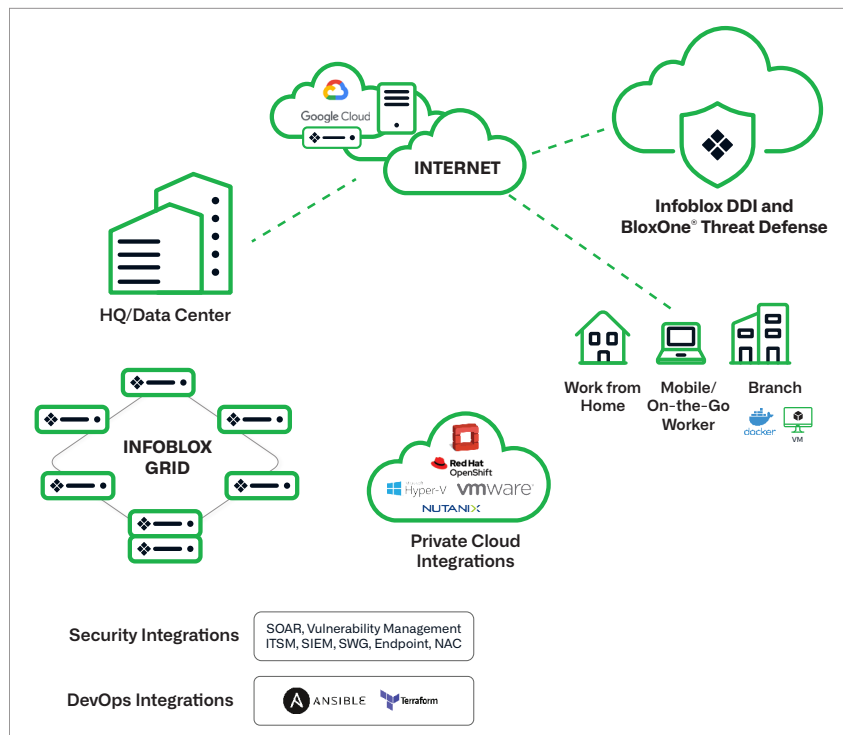 Google Cloud
INTERNET
Infoblox DDI and
BloxOne® Threat Defense
HQ/Data Center
Work from
Home
Mobile/
On-the-Go
Worker
Branch
docker
VM
INFOBLOX
GRID
Red Hat
OpenShift
Microsoft
Hyper-V
vmware®
NUTANIX
Private Cloud
Integrations
Security Integrations
SOAR, Vulnerability Management
ITSM, SIEM, SWG, Endpoint, NAC
DevOps Integrations
ANSIBLE
Terraform